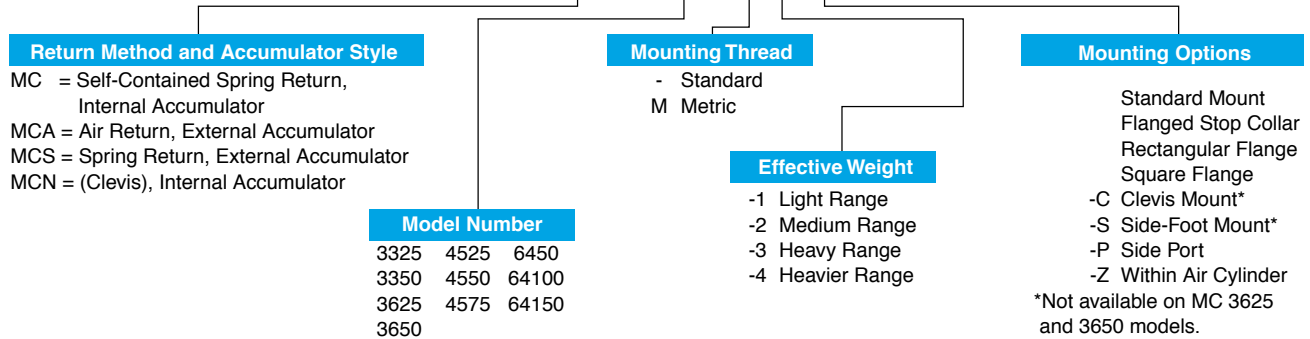 Return Method and Accumulator Style
MC = Self-Contained Spring Return,
Internal Accumulator
MCA = Air Return, External Accumulator
MCS = Spring Return, External Accumulator
MCN = (Clevis), Internal Accumulator
Model Number
3325 4525 6450
3350 4550 64100
3625 4575 64150
3650
Mounting Thread
- Standard
M Metric
Effective Weight
-1 Light Range
-2 Medium Range
-3 Heavy Range
-4 Heavier Range
Mounting Options
Standard Mount
Flanged Stop Collar
Rectangular Flange
Square Flange
-C Clevis Mount*
-S Side-Foot Mount*
-P Side Port
-Z Within Air Cylinder
*Not available on MC 3625
and 3650 models.